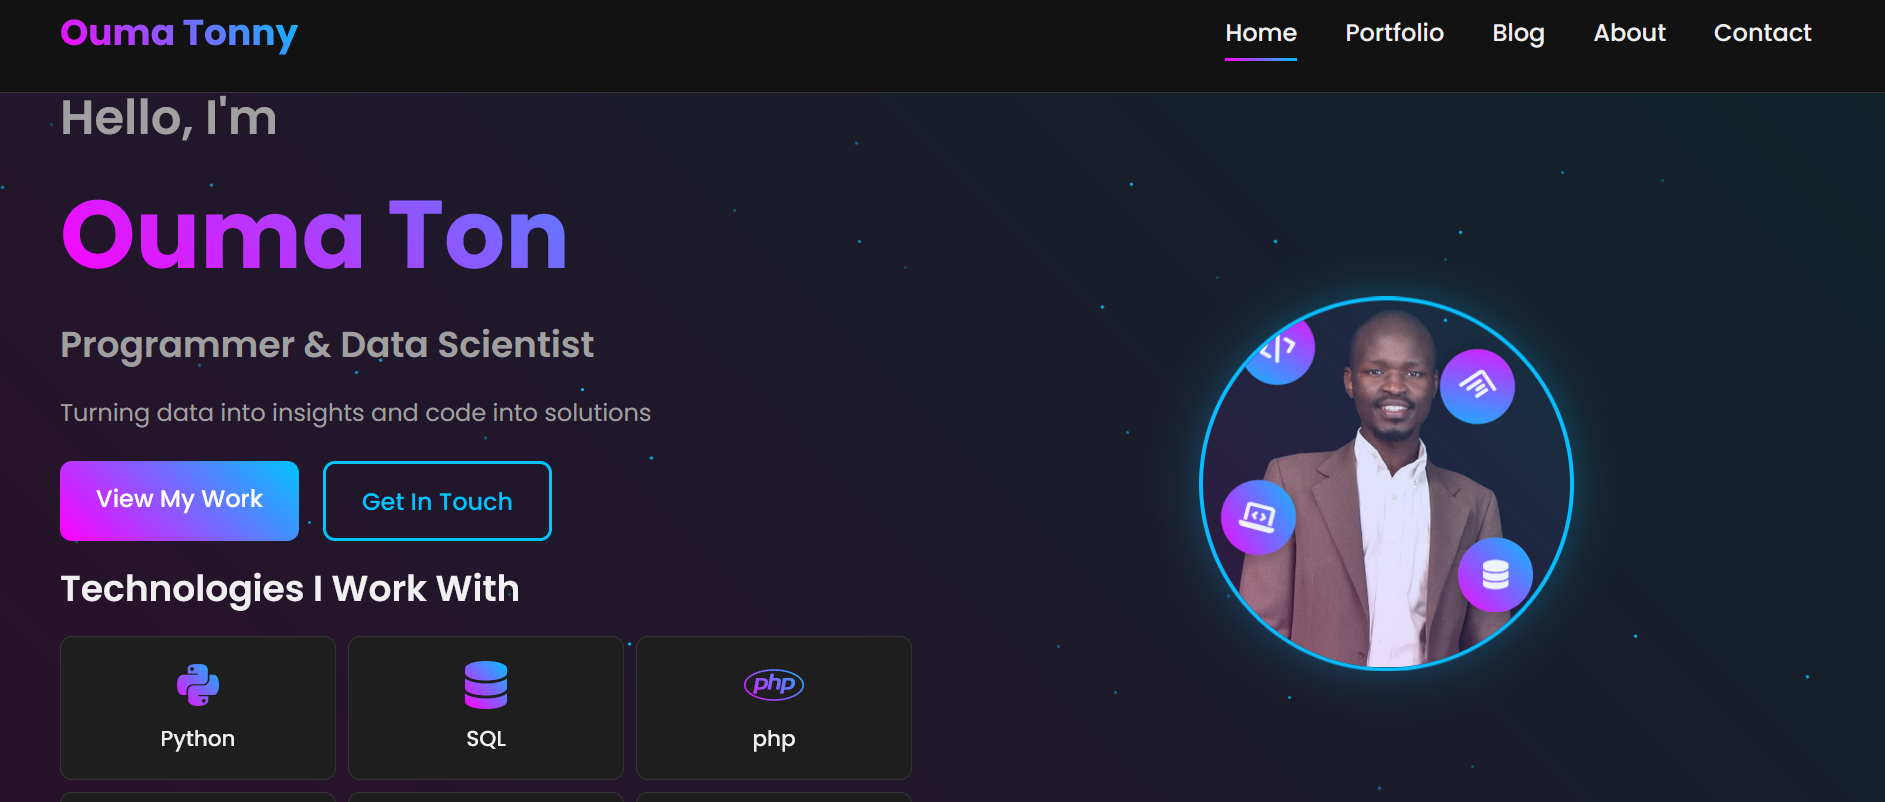 Ouma Tonny
Home Portfolio Blog About Contact
Hello, I'm
Ouma Ton
Programmer & Data Scientist
Turning data into insights and code into solutions
View My Work Get In Touch
Technologies I Work With
php
Python SQL php